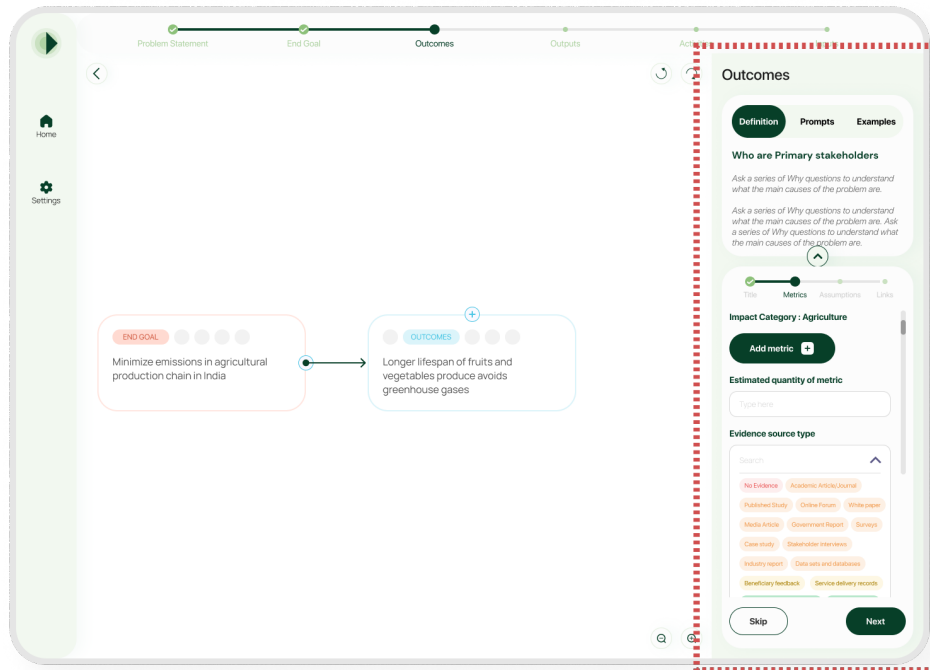 Problem Statement
End Goal
Outcomes
Outputs
Home
Settings
END GOAL
Minimize emissions in agricultural
production chain in India
OUTCOMES
Longer lifespan of fruits and
vegetables produce avoids
greenhouse gases
Outcomes
Definition
Prompts
Examples
Who are Primary stakeholders
Ask a series of Why questions to understand
what the main causes of the problem are.
Ask a series of Why questions to understand
what the main causes of the problem are. Ask
a series of Why questions to understand what
the main causes of the problem are.
Title
Metrics
Assumptions
Links
Impact Category : Agriculture
Add metric
Estimated quantity of metric
Type here
Evidence source type
Search
No Evidence
Academic Article/Journal
Published Study
Online Forum
White paper
Media Article
Government Report
Surveys
Case study
Stakeholder interviews
Industry report
Data sets and databases
Beneficiary feedback
Service delivery records
Skip
Next